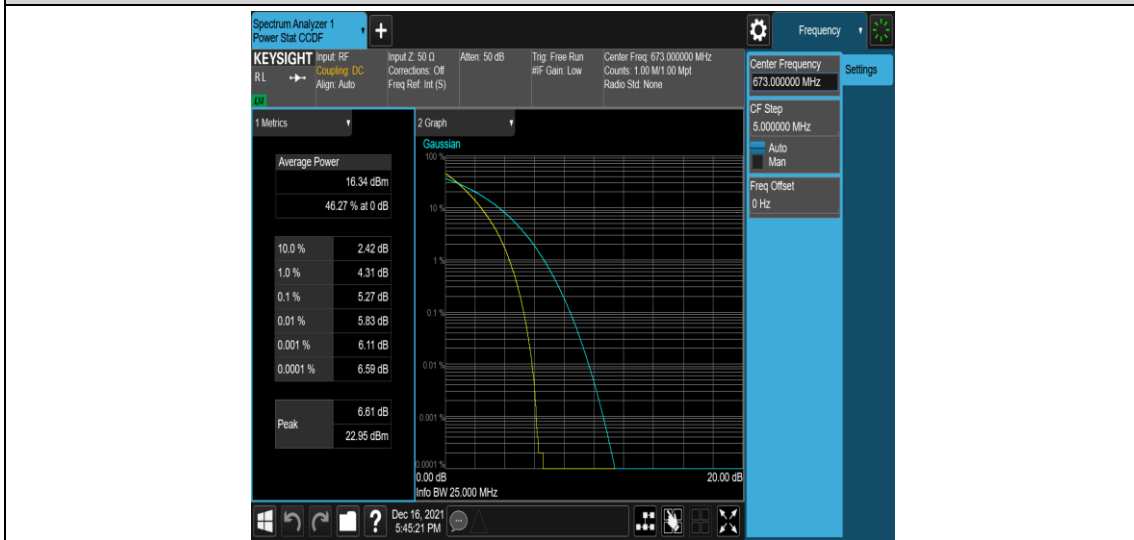 Spectrum Analyzer 1
Power Stat CCDF
+
Frequency
KEYSIGHT
RL
LXI
Input: RF
Coupling: DC
Align: Auto
Input Z: 50 Ω
Corrections: Off
Freq Ref: Int (S)
Atten: 50 dB
Trig: Free Run
#IF Gain: Low
Center Freq: 673.000000 MHz
Counts: 1.00 M/1.00 Mpt
Radio Std: None
Center Frequency
673.000000 MHz
Settings
CF Step
5.000000 MHz
Auto
Man
Freq Offset
0 Hz
1 Metrics
Average Power
16.34 dBm
46.27 % at 0 dB
10.0 % 2.42 dB
1.0 % 4.31 dB
0.1 % 5.27 dB
0.01 % 5.83 dB
0.001 % 6.11 dB
0.0001 % 6.59 dB
Peak
6.61 dB
22.95 dBm
2 Graph
Gaussian
100 %
10 %
1 %
0.1 %
0.01 %
0.001 %
0.0001 %
0.00 dB 20.00 dB
Info BW 25.000 MHz
?
Dec 16, 2021
5:45:21 PM